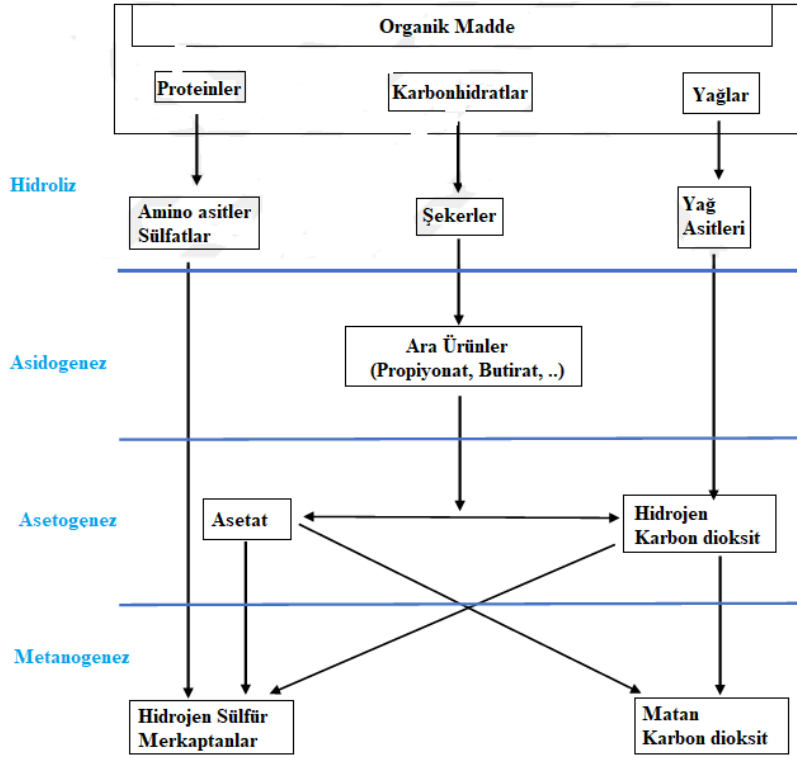 Organik Madde
Proteinler
Karbonhidratlar
Yağlar
Hidroliz
Amino asitler
Sülfatlar
Şekerler
Yağ
Asitleri
Asidogenez
Ara Ürünler
(Propiyonat, Butirat, ..)
Asetogenez
Asetat
Hidrojen
Karbon dioksit
Metanogenez
Hidrojen Sülfür
Merkaptanlar
Matan
Karbon dioksit